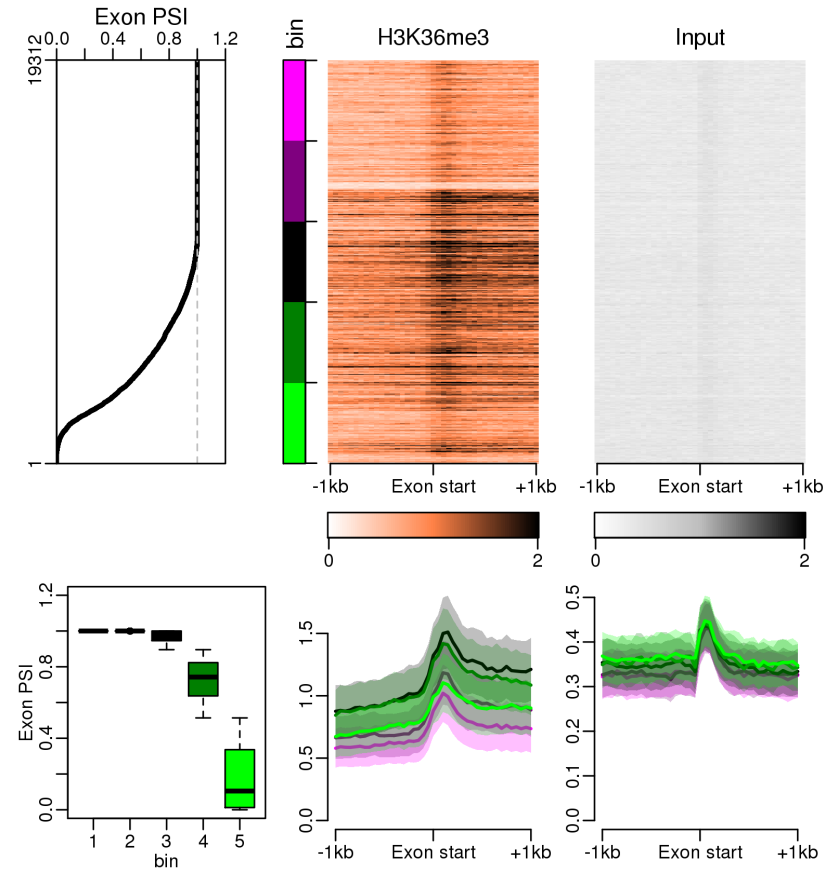 Exon PSI
0.0 0.4 0.8 1.2
19312
1
bin
H3K36me3
-1kb Exon start +1kb
0 2
Input
-1kb Exon start +1kb
0 2
Exon PSI
0.0 0.4 0.8 1.2
1 2 3 4 5
bin
0.0 0.5 1.0 1.5
-1kb Exon start +1kb
0.0 0.1 0.2 0.3 0.4 0.5
-1kb Exon start +1kb